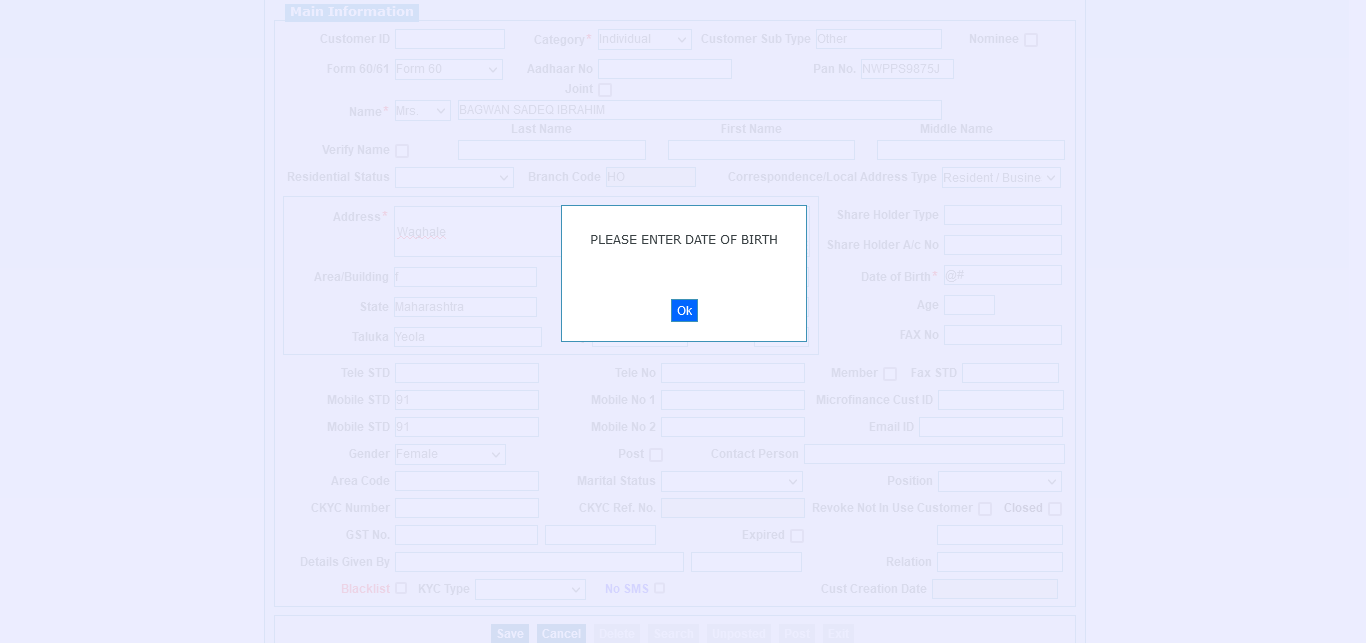 Main Information
Customer ID Category* Individual Customer Sub Type Other Nominee
Form 60/61 Form 60 Aadhaar No Pan No. NWPPS9875J
Joint
Name* Mrs. BAGWAN SADEQ IBRAHIM
Last Name First Name Middle Name
Verify Name
Residential Status Branch Code HO Correspondence/Local Address Type Resident / Busine
Address* Waghale Share Holder Type
Share Holder A/c No
PLEASE ENTER DATE OF BIRTH
Ok
Area/Building f Date of Birth* @#
State Maharashtra Age
Taluka Yeola FAX No
Tele STD Tele No Member Fax STD
Mobile STD 91 Mobile No 1 Microfinance Cust ID
Mobile STD 91 Mobile No 2 Email ID
Gender Female Post Contact Person
Area Code Marital Status Position
CKYC Number CKYC Ref. No. Revoke Not In Use Customer Closed
GST No. Expired
Details Given By Relation
Blacklist KYC Type No SMS Cust Creation Date
Save Cancel Delete Search Unposted Post Exit